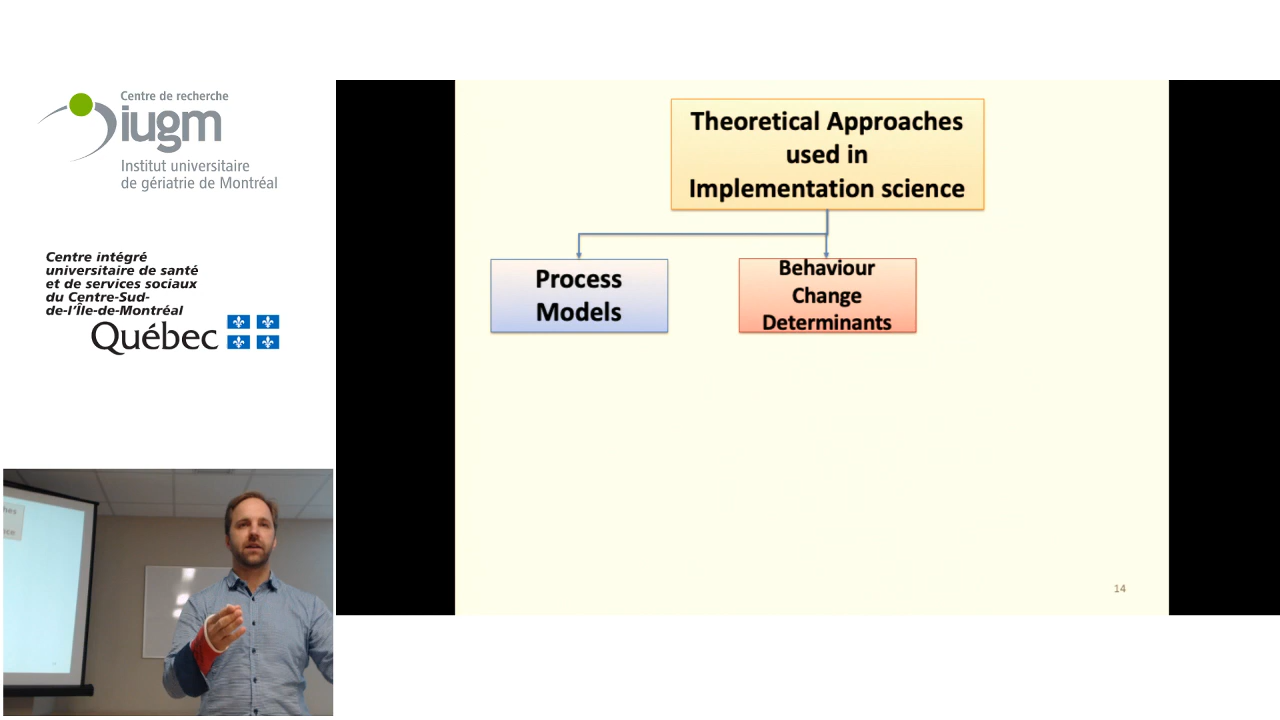 Centre de recherche
iugm
Institut universitaire
de gériatrie de Montréal
Centre intégré
universitaire de santé
et de services sociaux
du Centre-Sud-
de-l'Île-de-Montréal
Québec
Theoretical Approaches
used in
Implementation science
Process
Models
Behaviour
Change
Determinants
14